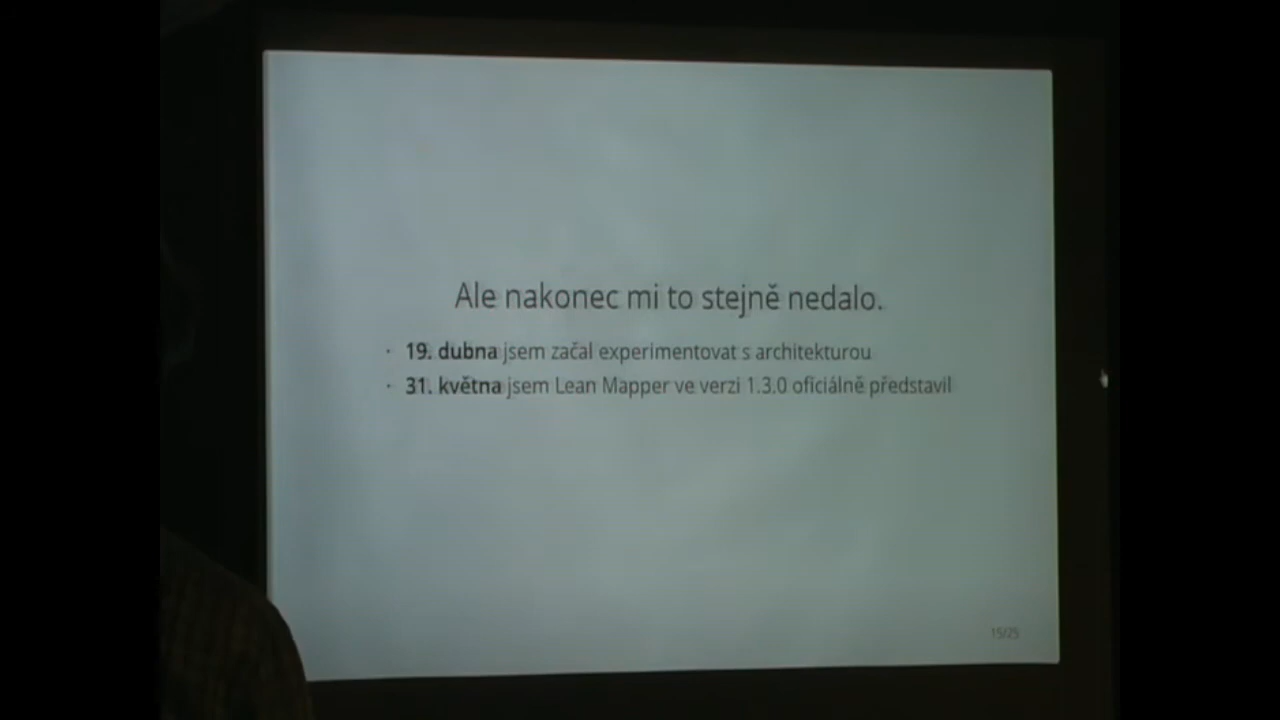 Ale nakonec mi to stejně nedalo.
· 19. dubna jsem začal experimentovat s architekturou
· 31. května jsem Lean Mapper ve verzi 1.3.0 oficiálně představil
15/25